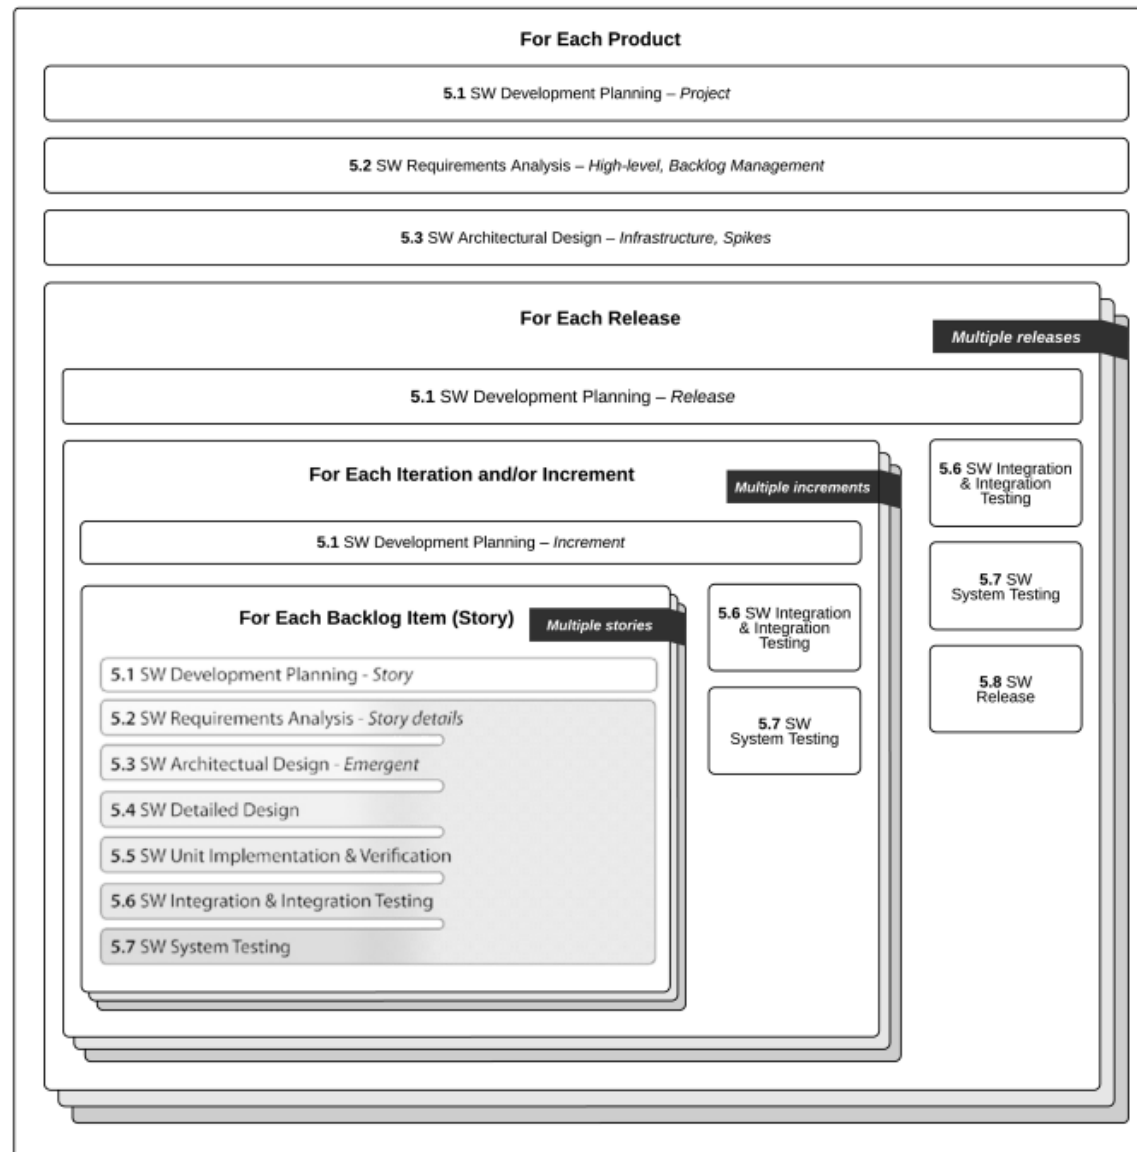 For Each Product
5.1 SW Development Planning – Project
5.2 SW Requirements Analysis – High-level, Backlog Management
5.3 SW Architectural Design – Infrastructure, Spikes
For Each Release
Multiple releases
5.1 SW Development Planning – Release
For Each Iteration and/or Increment
Multiple increments
5.1 SW Development Planning – Increment
For Each Backlog Item (Story)
Multiple stories
5.1 SW Development Planning - Story
5.2 SW Requirements Analysis - Story details
5.3 SW Architectual Design - Emergent
5.4 SW Detailed Design
5.5 SW Unit Implementation & Verification
5.6 SW Integration & Integration Testing
5.7 SW System Testing
5.6 SW Integration
& Integration
Testing
5.7 SW
System Testing
5.6 SW Integration
& Integration
Testing
5.7 SW
System Testing
5.8 SW
Release